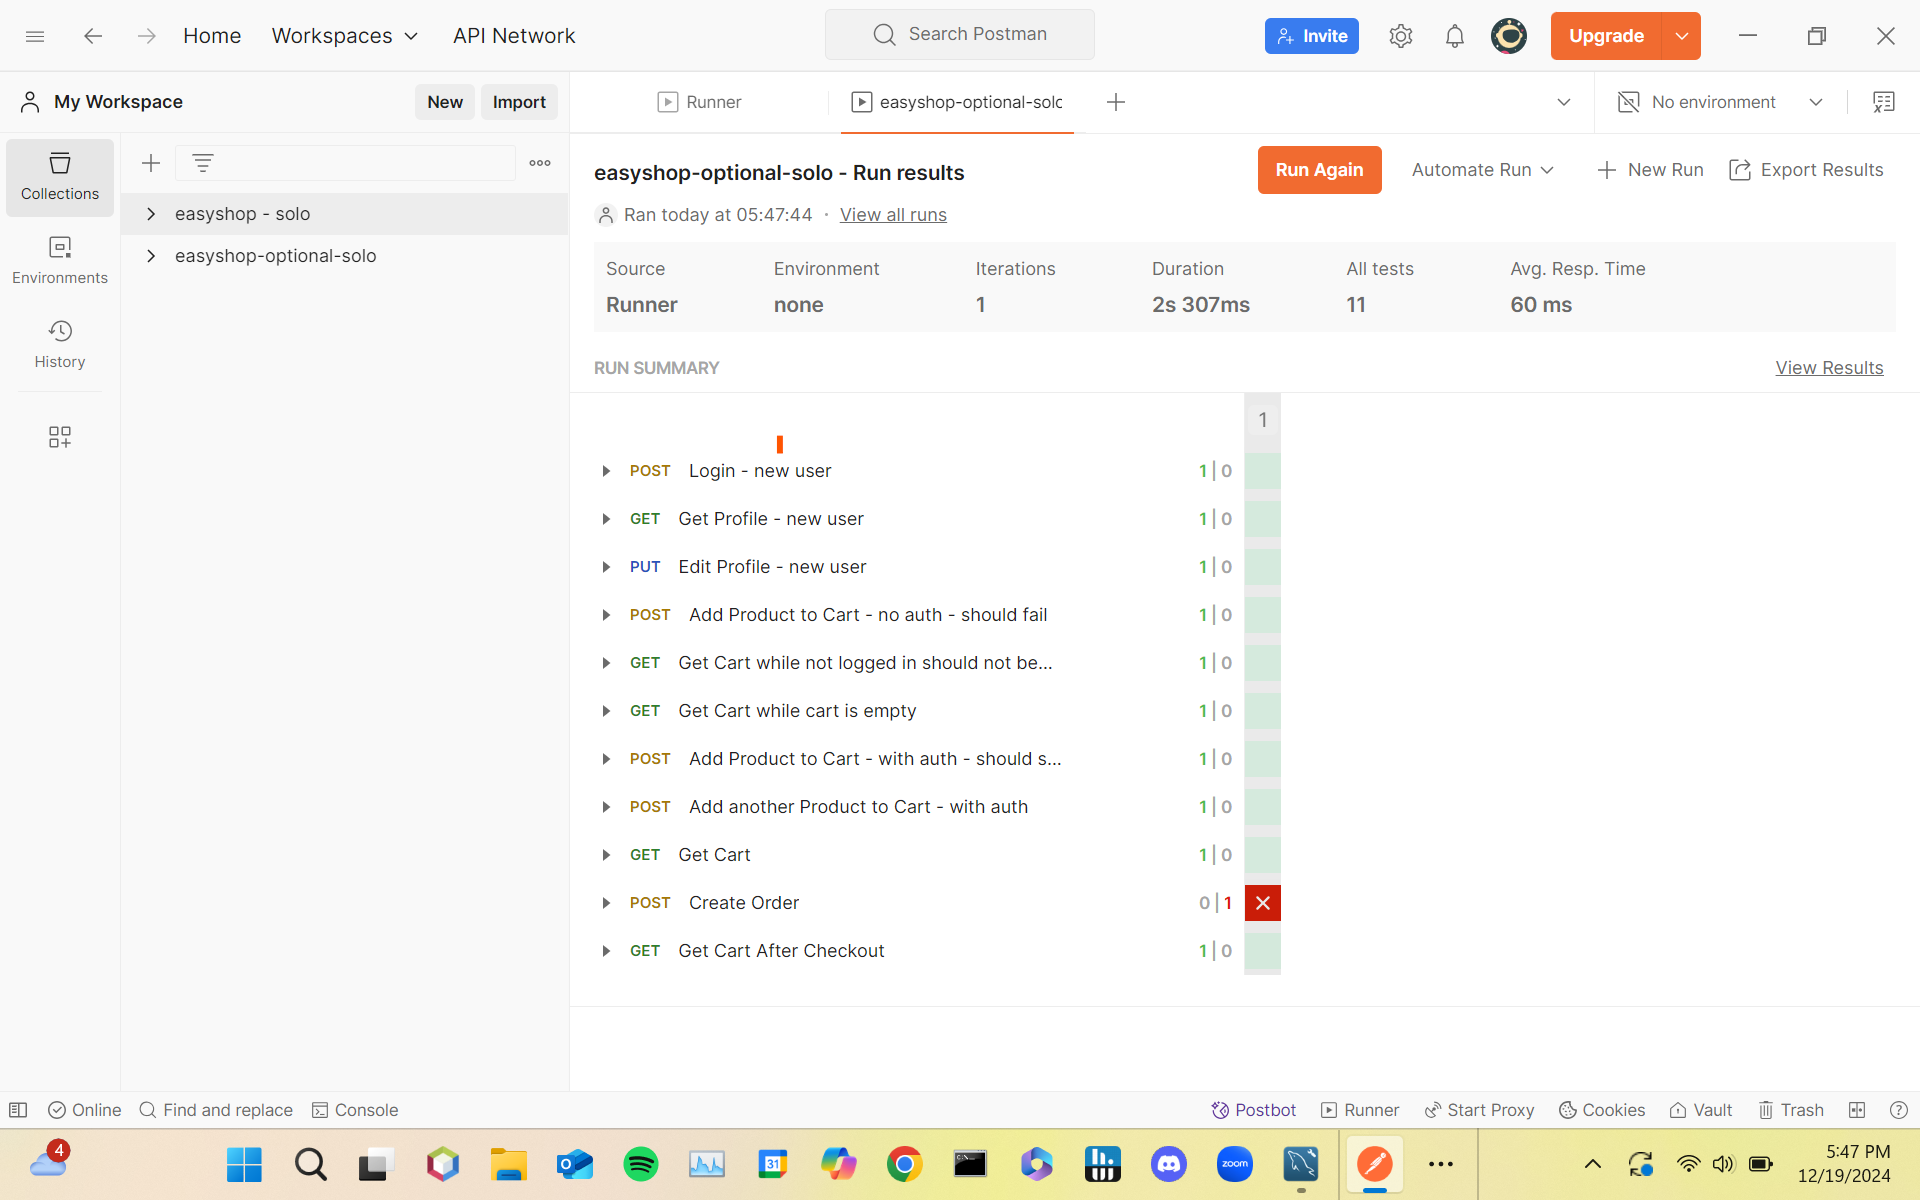 Home
Workspaces
API Network
Search Postman
Invite
Upgrade
My Workspace
New
Import
Runner
easyshop-optional-solo
No environment
Collections
Environments
History
easyshop - solo
easyshop-optional-solo
easyshop-optional-solo - Run results
Run Again
Automate Run
New Run
Export Results
Ran today at 05:47:44 · View all runs
Source
Environment
Iterations
Duration
All tests
Avg. Resp. Time
Runner
none
1
2s 307ms
11
60 ms
RUN SUMMARY
View Results
1
POST Login - new user 1 | 0
GET Get Profile - new user 1 | 0
PUT Edit Profile - new user 1 | 0
POST Add Product to Cart - no auth - should fail 1 | 0
GET Get Cart while not logged in should not be... 1 | 0
GET Get Cart while cart is empty 1 | 0
POST Add Product to Cart - with auth - should s... 1 | 0
POST Add another Product to Cart - with auth 1 | 0
GET Get Cart 1 | 0
POST Create Order 0 | 1
GET Get Cart After Checkout 1 | 0
Online
Find and replace
Console
Postbot
Runner
Start Proxy
Cookies
Vault
Trash
4
31
zoom
5:47 PM
12/19/2024